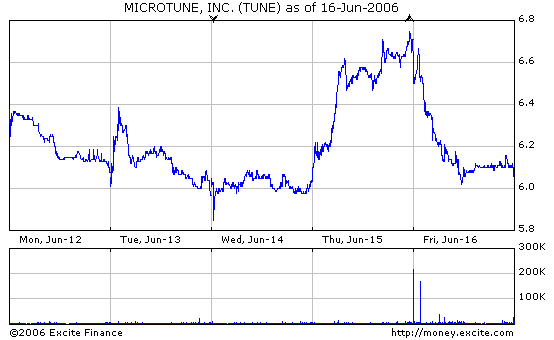 MICROTUNE, INC. (TUNE) as of 16-Jun-2006
6.8
6.6
6.4
6.2
6.0
5.8
Mon, Jun-12 Tue, Jun-13 Wed, Jun-14 Thu, Jun-15 Fri, Jun-16
300K
200K
100K
©2006 Excite Finance http://money.excite.com